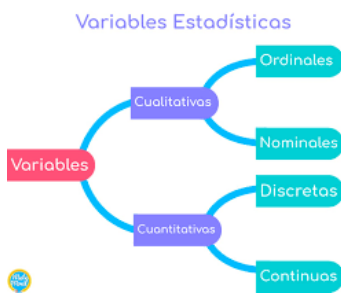 Variables Estadísticas
Ordinales
Cualitativas
Nominales
Variables
Discretas
Cuantitativas
Continuas